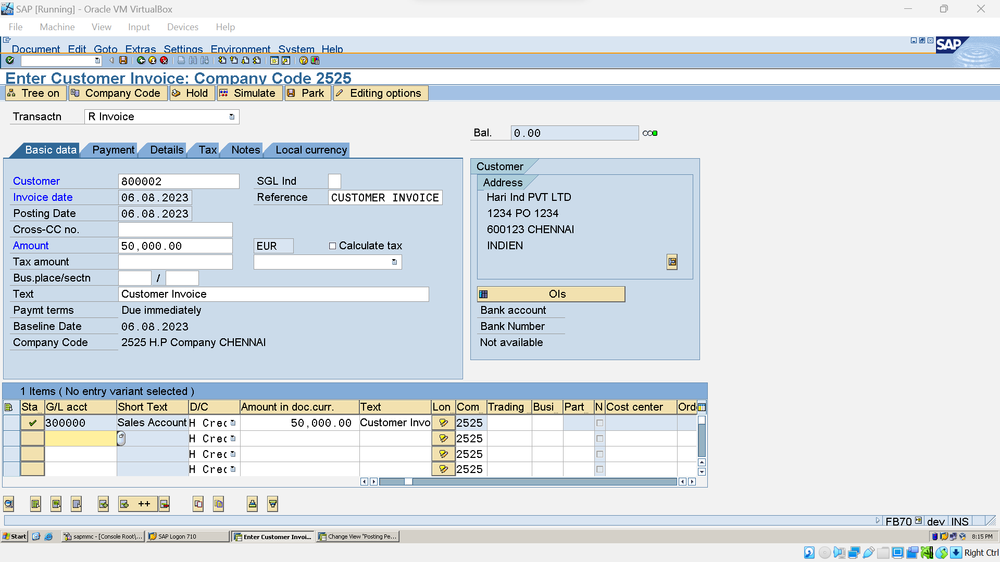 SAP [Running] - Oracle VM VirtualBox
File Machine View Input Devices Help
Document Edit Goto Extras Settings Environment System Help
SAP
Enter Customer Invoice: Company Code 2525
Tree on Company Code Hold Simulate Park Editing options
Transactn R Invoice
Bal. 0.00
Basic data Payment Details Tax Notes Local currency
Customer 800002 SGL Ind
Invoice date 06.08.2023 Reference CUSTOMER INVOICE
Posting Date 06.08.2023
Cross-CC no.
Amount 50,000.00 EUR Calculate tax
Tax amount
Bus.place/sectn /
Text Customer Invoice
Paymt terms Due immediately
Baseline Date 06.08.2023
Company Code 2525 H.P Company CHENNAI
Customer
Address
Hari Ind PVT LTD
1234 PO 1234
600123 CHENNAI
INDIEN
OIs
Bank account
Bank Number
Not available
1 Items ( No entry variant selected )
Sta.. G/L acct Short Text D/C Amount in doc.curr. Text Lon.. Com.. Trading .. Busi.. Part.. N Cost center Ord
300000 Sales Account H Crec 50,000.00 Customer Invo 2525
H Crec 2525
H Crec 2525
H Crec 2525
++
FB70 dev INS
Start sapmmc - [Console Root\... SAP Logon 710 Enter Customer Invoi... Change View "Posting Pe... 8:15 PM
Right Ctrl